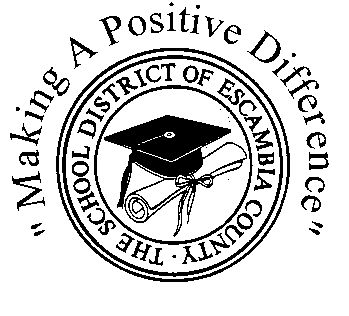 "Making A Positive Difference"
THE SCHOOL DISTRICT OF ESCAMBIA COUNTY ·